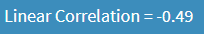 Linear Correlation = -0.49